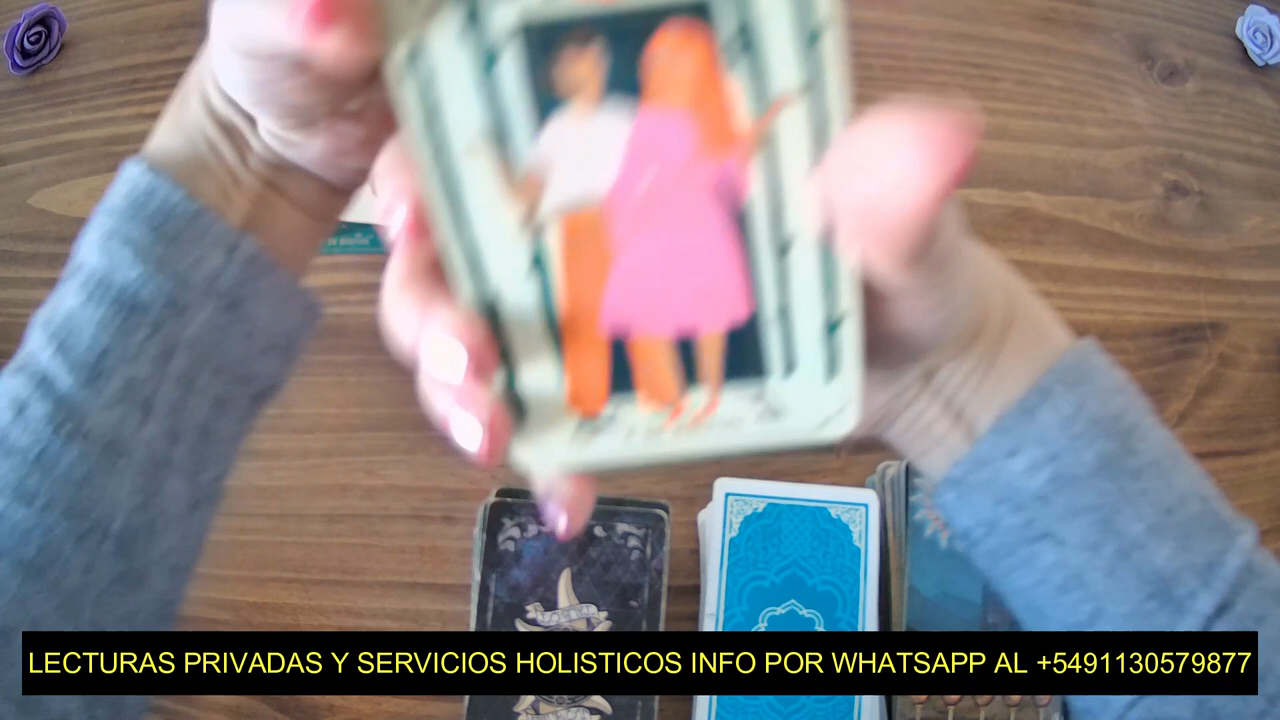 LECTURAS PRIVADAS Y SERVICIOS HOLISTICOS INFO POR WHATSAPP AL +5491130579877